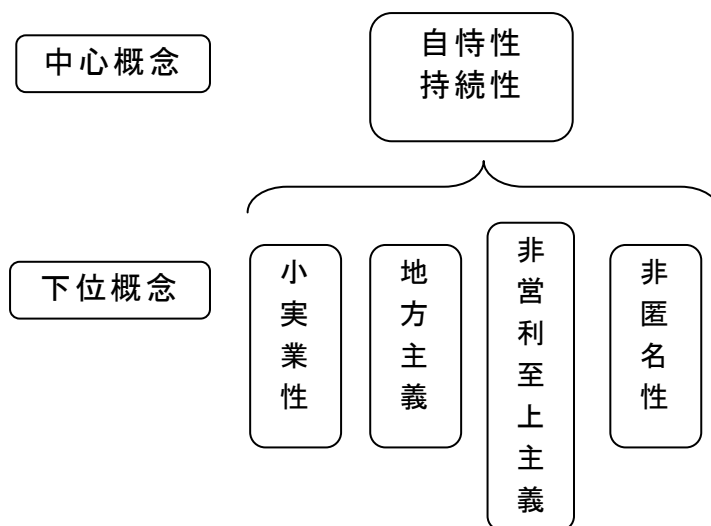 中心概念
自恃性
持続性
下位概念
小実業性
地方主義
非営利至上主義
非匿名性